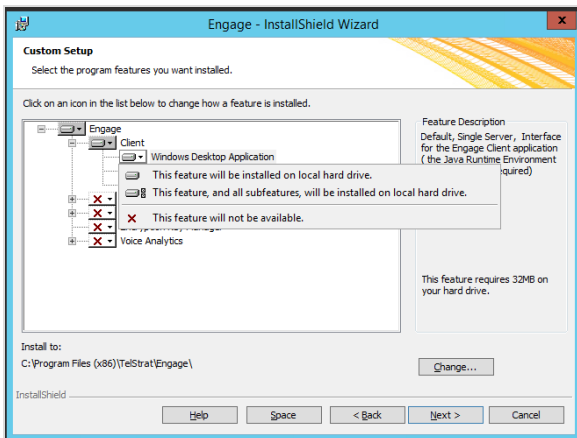 Engage - InstallShield Wizard
x
Custom Setup
Select the program features you want installed.
Click on an icon in the list below to change how a feature is installed.
Engage
Client
Windows Desktop Application
This feature will be installed on local hard drive.
This feature, and all subfeatures, will be installed on local hard drive.
This feature will not be available.
Voice Analytics
Feature Description
Default, Single Server, Interface
for the Engage Client application
( the Java Runtime Environment
This feature requires 32MB on
your hard drive.
Install to:
C:\Program Files (x86)\TelStrat\Engage\
Change...
InstallShield
Help
Space
< Back
Next >
Cancel